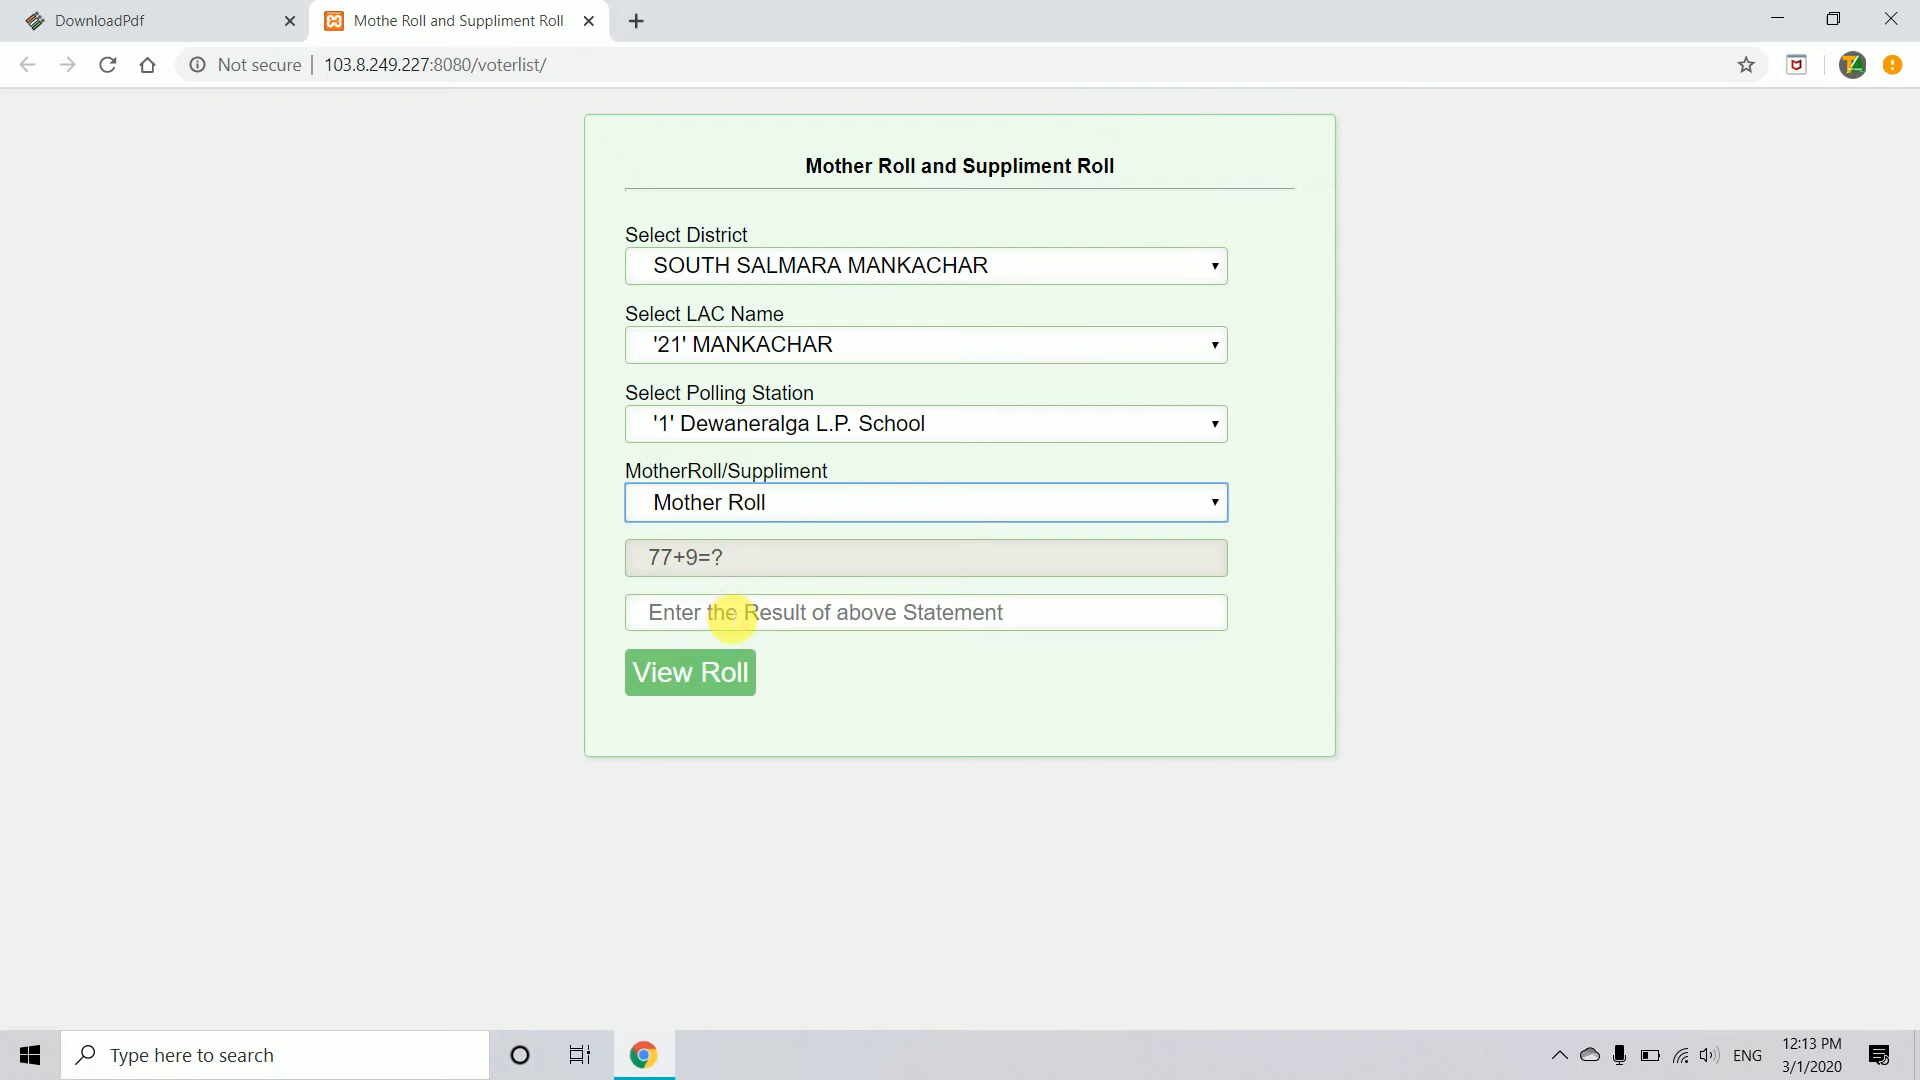 DownloadPdf
Mothe Roll and Suppliment Roll
Not secure | 103.8.249.227:8080/voterlist/
Mother Roll and Suppliment Roll
Select District
SOUTH SALMARA MANKACHAR
Select LAC Name
'21' MANKACHAR
Select Polling Station
'1' Dewaneralga L.P. School
MotherRoll/Suppliment
Mother Roll
77+9=?
Enter the Result of above Statement
View Roll
Type here to search
ENG
12:13 PM
3/1/2020